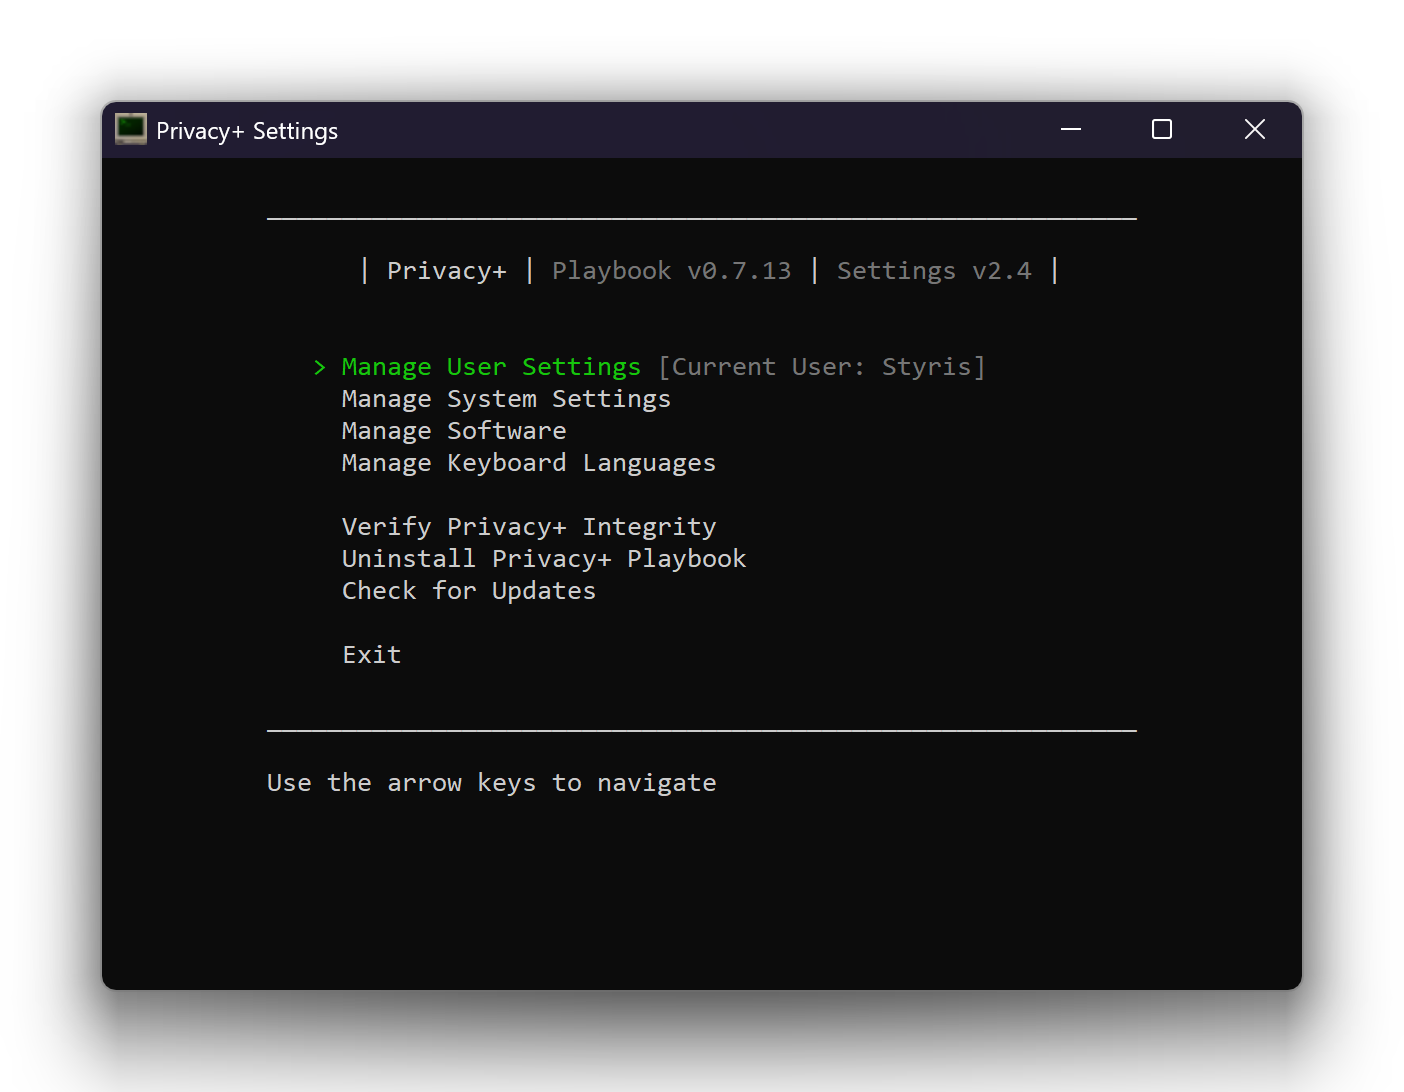 Privacy+ Settings
| Privacy+ | Playbook v0.7.13 | Settings v2.4 |
> Manage User Settings [Current User: Styris]
Manage System Settings
Manage Software
Manage Keyboard Languages
Verify Privacy+ Integrity
Uninstall Privacy+ Playbook
Check for Updates
Exit
Use the arrow keys to navigate